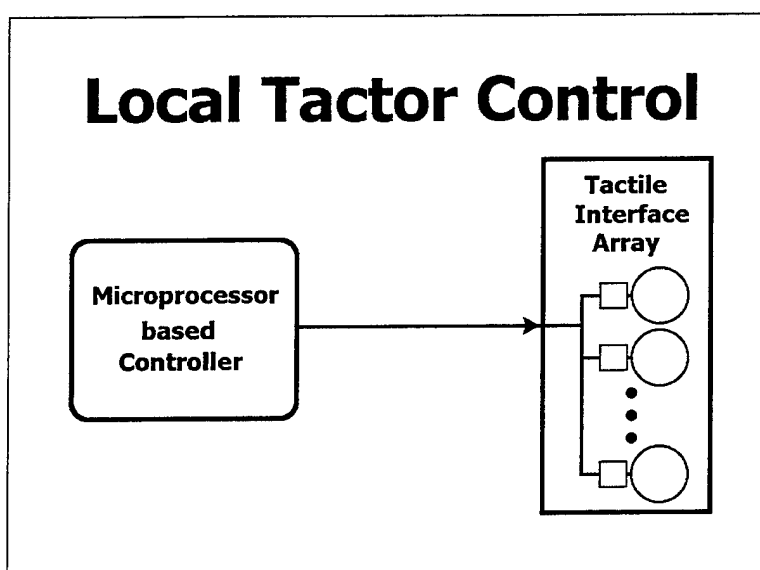 Local Tactor Control
Tactile
Interface
Array
Microprocessor
based
Controller